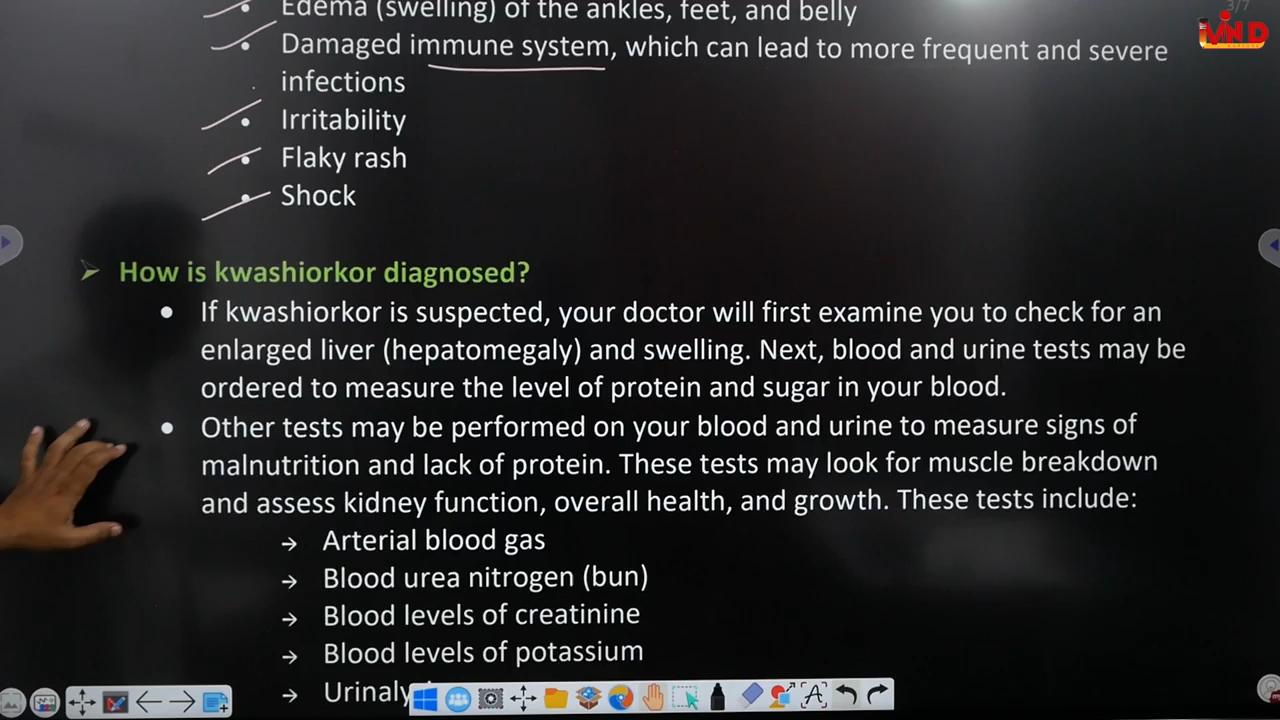 3/7
Edema (swelling) of the ankles, feet, and belly
Damaged immune system, which can lead to more frequent and severe
infections
Irritability
Flaky rash
Shock
How is kwashiorkor diagnosed?
If kwashiorkor is suspected, your doctor will first examine you to check for an
enlarged liver (hepatomegaly) and swelling. Next, blood and urine tests may be
ordered to measure the level of protein and sugar in your blood.
Other tests may be performed on your blood and urine to measure signs of
malnutrition and lack of protein. These tests may look for muscle breakdown
and assess kidney function, overall health, and growth. These tests include:
Arterial blood gas
Blood urea nitrogen (bun)
Blood levels of creatinine
Blood levels of potassium
Urinaly